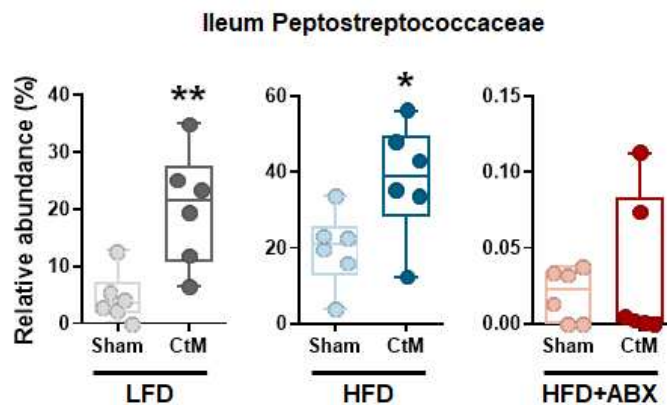 Ileum Peptostreptococcaceae
Relative abundance (%)
40
30
20
10
0
**
Sham
CtM
LFD
60
40
20
0
*
Sham
CtM
HFD
0.15
0.10
0.05
0.00
Sham
CtM
HFD+ABX